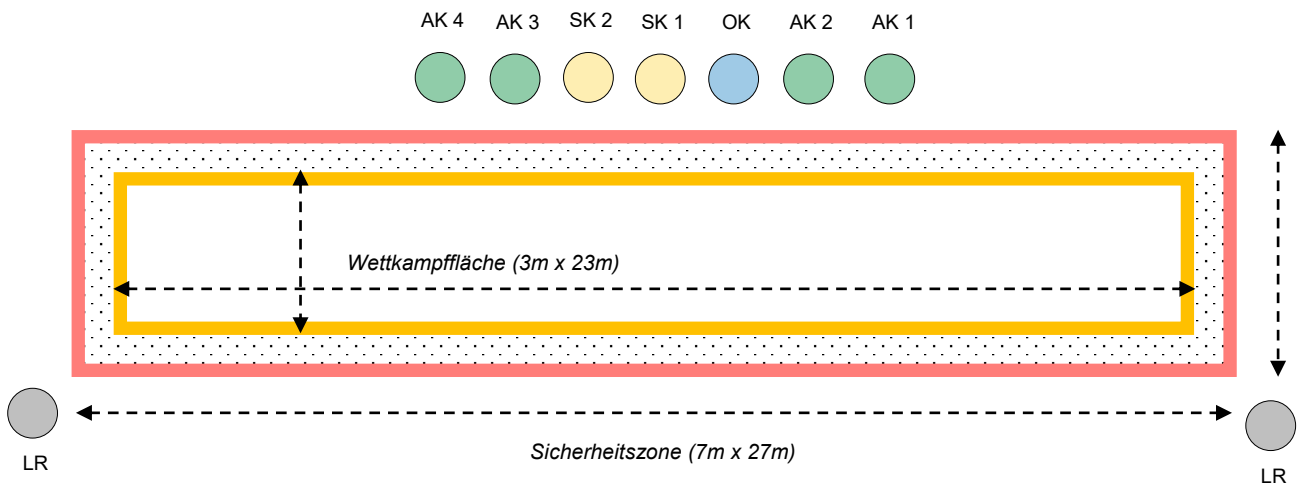 AK 4 AK 3 SK 2 SK 1 OK AK 2 AK 1
Wettkampffläche (3m x 23m)
Sicherheitszone (7m x 27m)
LR
LR